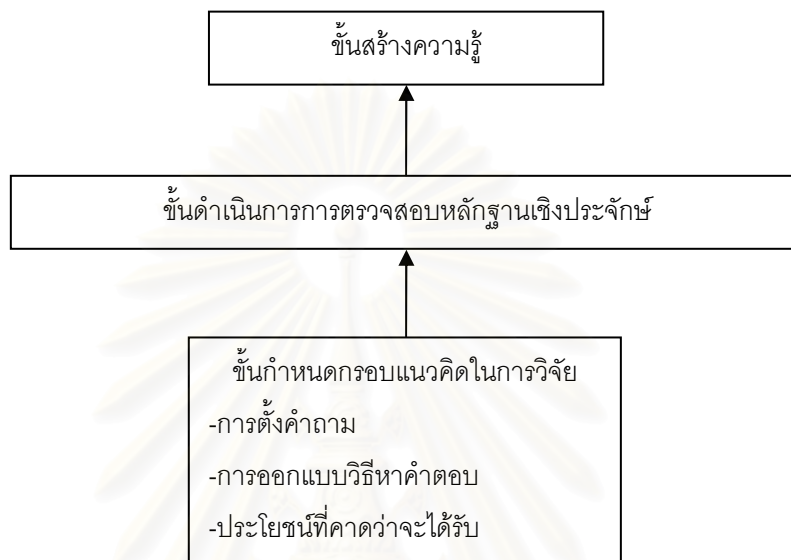 ขั้นสร้างความรู้
ขั้นดำเนินการการตรวจสอบหลักฐานเชิงประจักษ์
ขั้นกำหนดกรอบแนวคิดในการวิจัย
-การตั้งคำถาม
-การออกแบบวิธีหาคำตอบ
-ประโยชน์ที่คาดว่าจะได้รับ